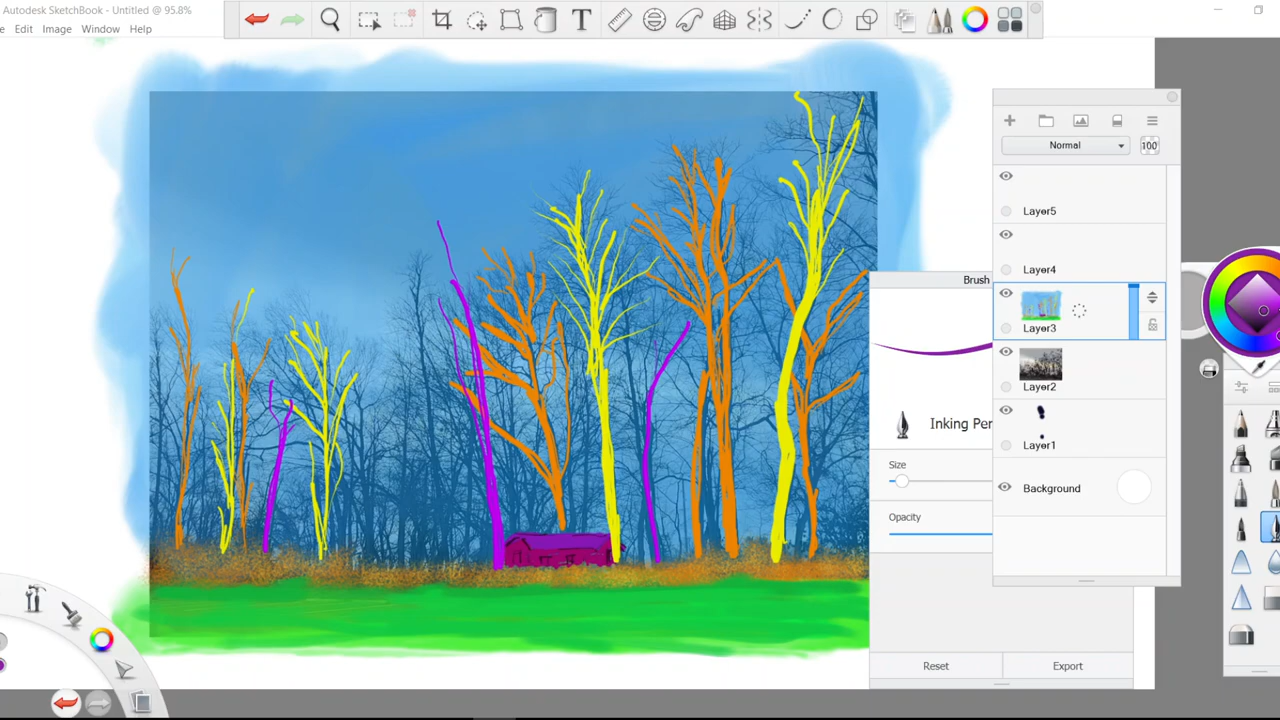 Autodesk SketchBook - Untitled @ 95.8%
Edit Image Window Help
T
Normal
100
Layer5
Layer4
Brush
Layer3
Layer2
Inking Pen
Layer1
Size
Background
Opacity
Reset Export